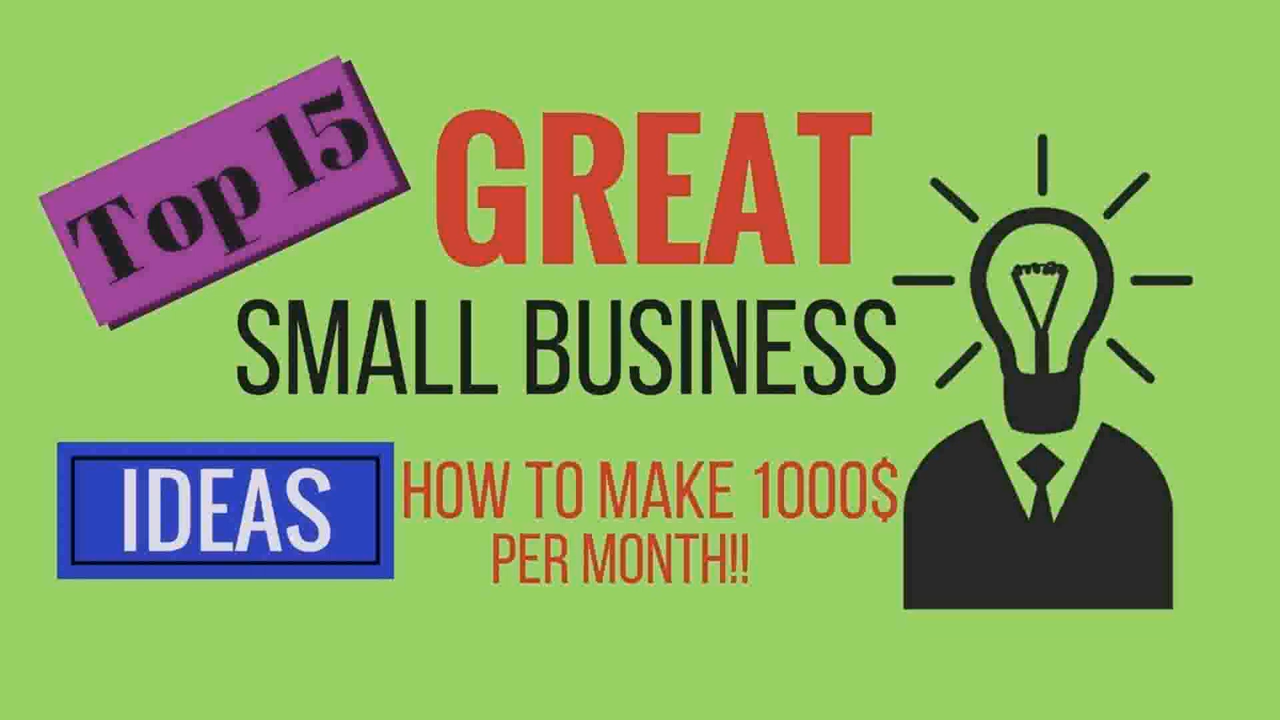 Top 15
GREAT
SMALL BUSINESS
IDEAS
HOW TO MAKE 1000$
PER MONTH!!